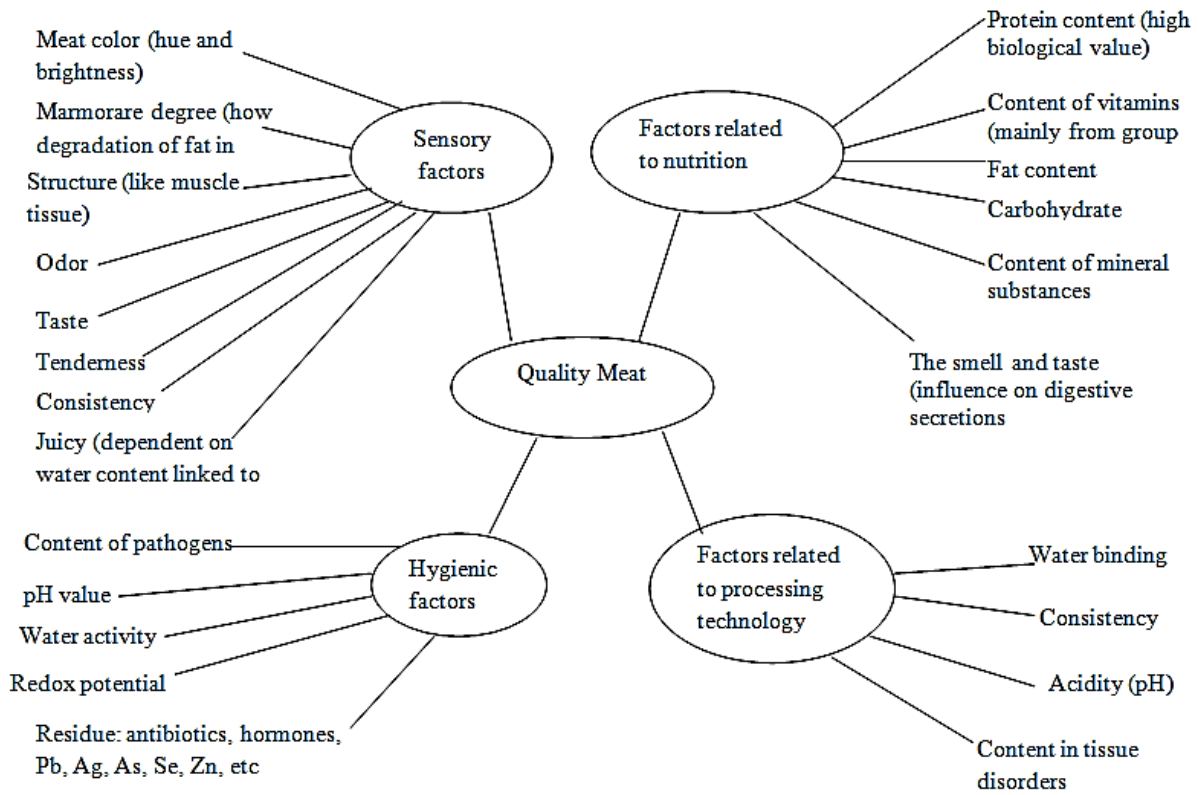 Meat color (hue and
brightness)
Marmorare degree (how
degradation of fat in
Structure (like muscle
tissue)
Odor
Taste
Tenderness
Consistency
Juicy (dependent on
water content linked to
Sensory
factors
Factors related
to nutrition
Protein content (high
biological value)
Content of vitamins
(mainly from group
Fat content
Carbohydrate
Content of mineral
substances
The smell and taste
(influence on digestive
secretions
Quality Meat
Content of pathogens
pH value
Water activity
Redox potential
Residue: antibiotics, hormones,
Pb, Ag, As, Se, Zn, etc
Hygienic
factors
Factors related
to processing
technology
Water binding
Consistency
Acidity (pH)
Content in tissue
disorders